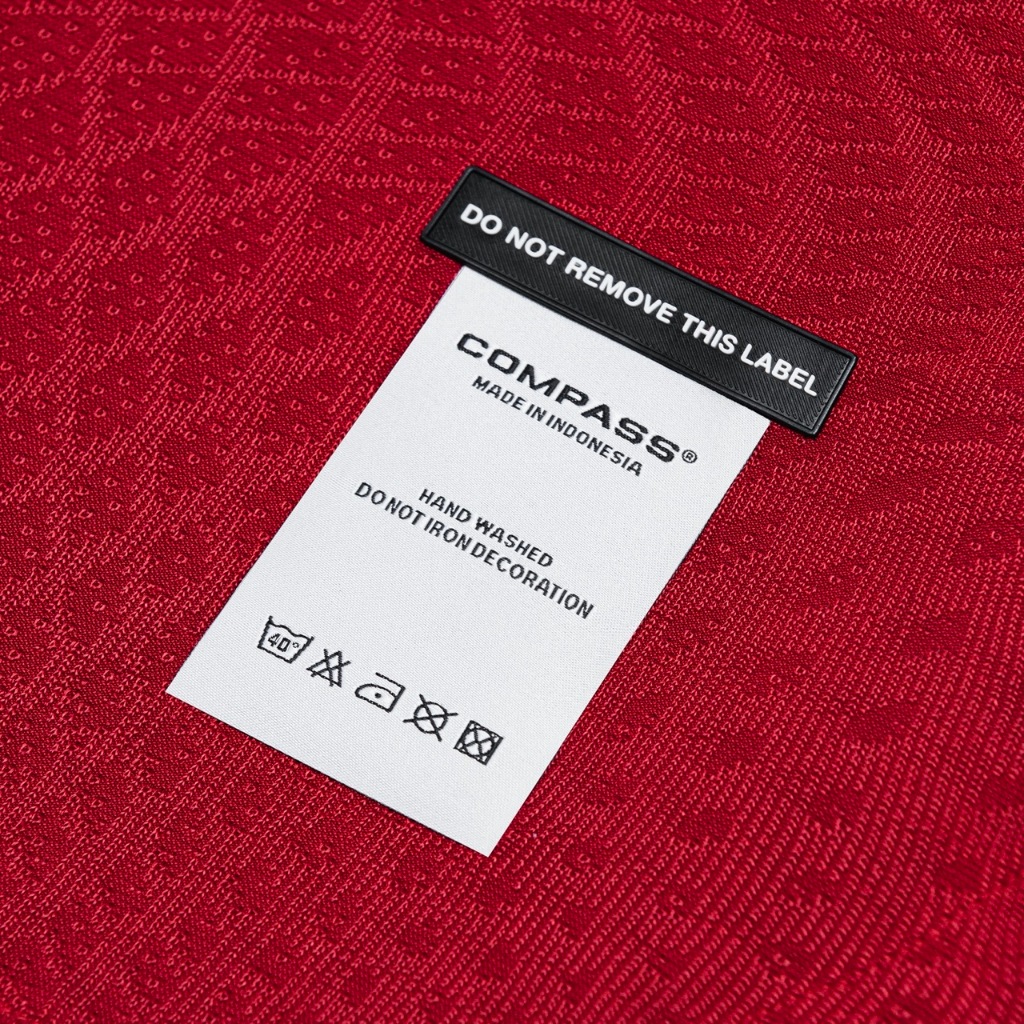 DO NOT REMOVE THIS LABEL
COMPASS®
MADE IN INDONESIA
HAND WASHED
DO NOT IRON DECORATION
40°